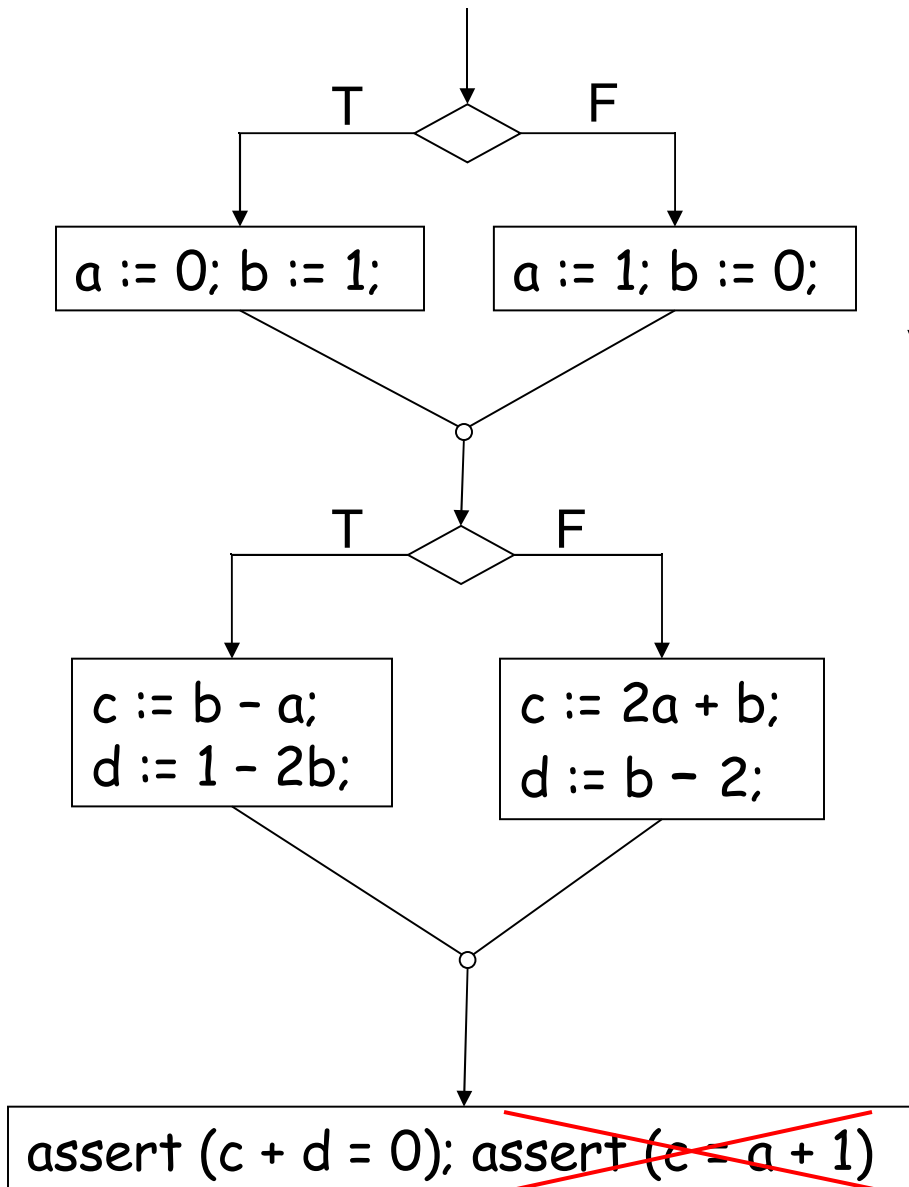 T F
a := 0; b := 1; a := 1; b := 0;
T F
c := b – a; c := 2a + b;
d := 1 – 2b; d := b – 2;
assert (c + d = 0); assert (c = a + 1)